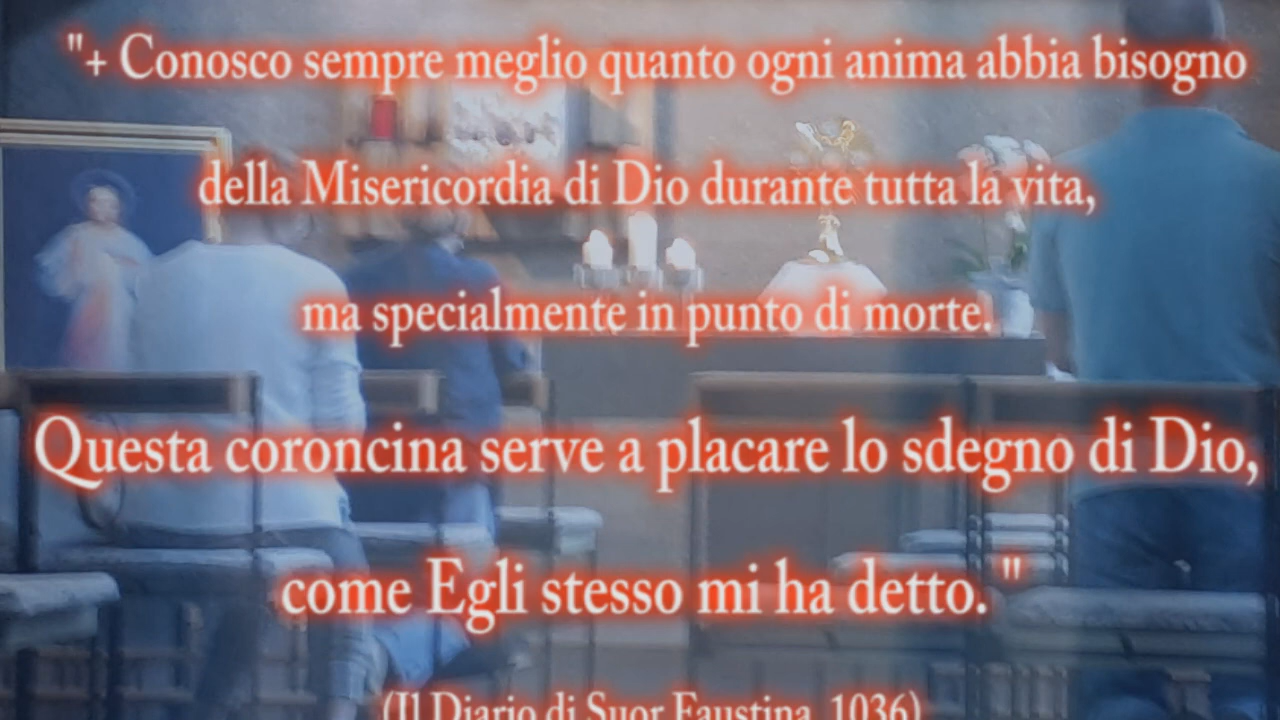 "+ Conosco sempre meglio quanto ogni anima abbia bisogno
della Misericordia di Dio durante tutta la vita,
ma specialmente in punto di morte.
Questa coroncina serve a placare lo sdegno di Dio,
come Egli stesso mi ha detto. "
(Il Diario di Suor Faustina, 1036)